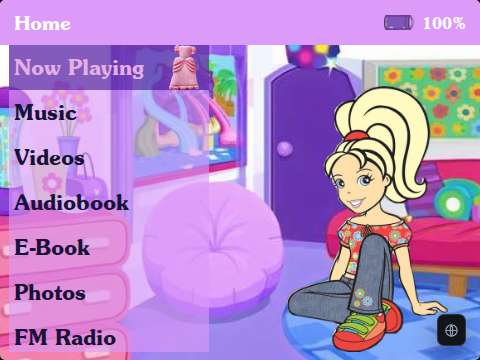 Home
100%
Now Playing
Music
Videos
Audiobook
E-Book
Photos
FM Radio